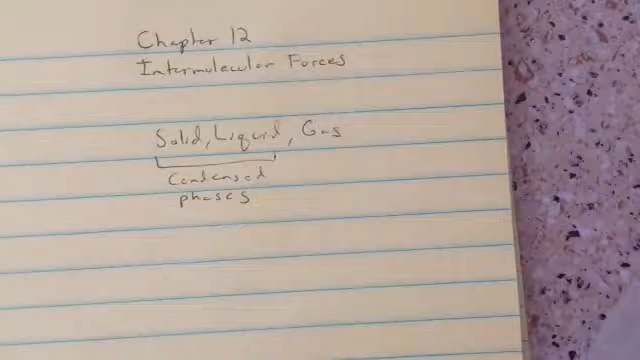 Chapter 12
Intermolecular Forces
Solid, Liquid, Gas
Condensed
phases